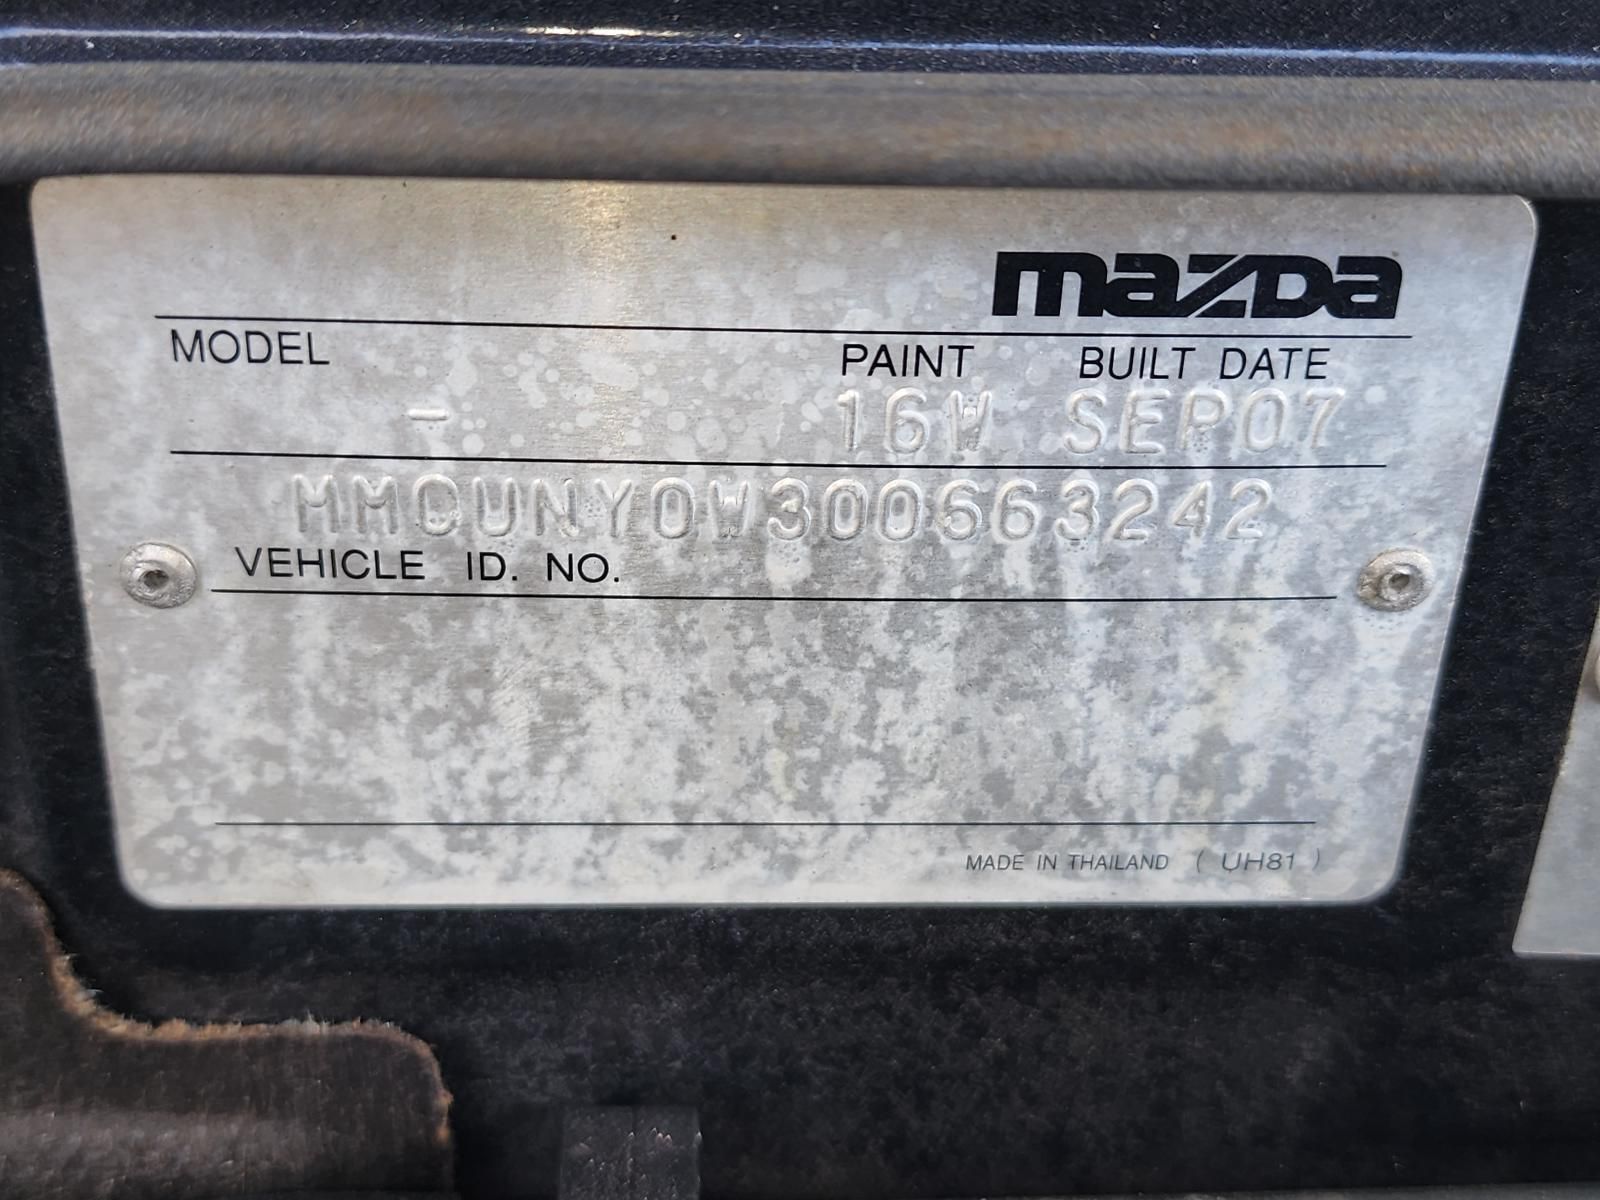 mazda
MODEL PAINT BUILT DATE
- 16W SEP07
MM0UNY0W300663242
VEHICLE ID. NO.
MADE IN THAILAND ( UH81 )